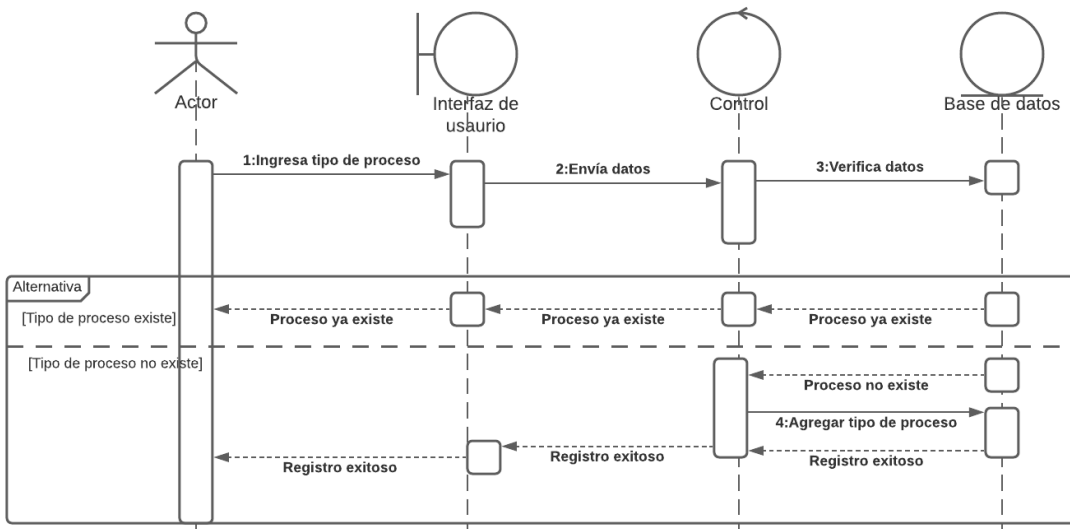 Actor
Interfaz de
usaurio
Control
Base de datos
1:Ingresa tipo de proceso
2:Envía datos
3:Verifica datos
Alternativa
[Tipo de proceso existe]
Proceso ya existe
Proceso ya existe
Proceso ya existe
[Tipo de proceso no existe]
Proceso no existe
4:Agregar tipo de proceso
Registro exitoso
Registro exitoso
Registro exitoso